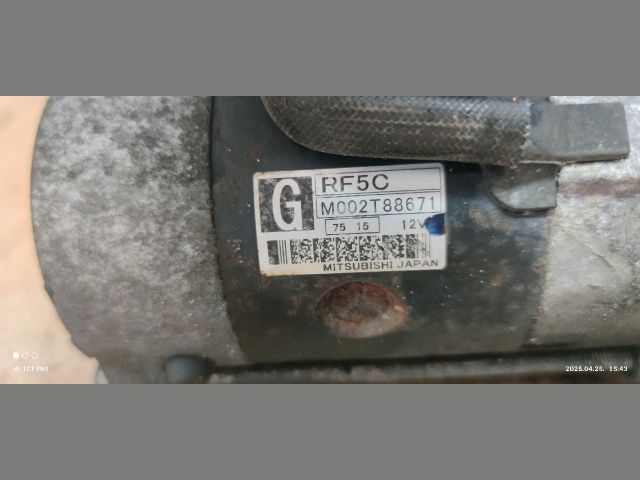 G
RF5C
M002T88671
75 15
12V
MITSUBISHI JAPAN
2025.04.25. 15:43